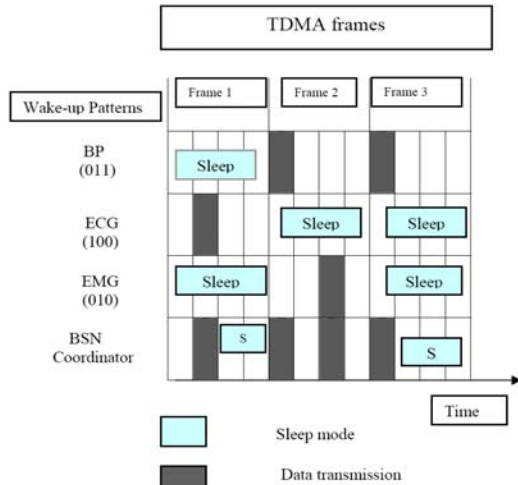 TDMA frames
Frame 1
Frame 2
Frame 3
Wake-up Patterns
BP
(011)
Sleep
ECG
(100)
Sleep
Sleep
EMG
(010)
Sleep
Sleep
BSN
Coordinator
S
S
Time
Sleep mode
Data transmission